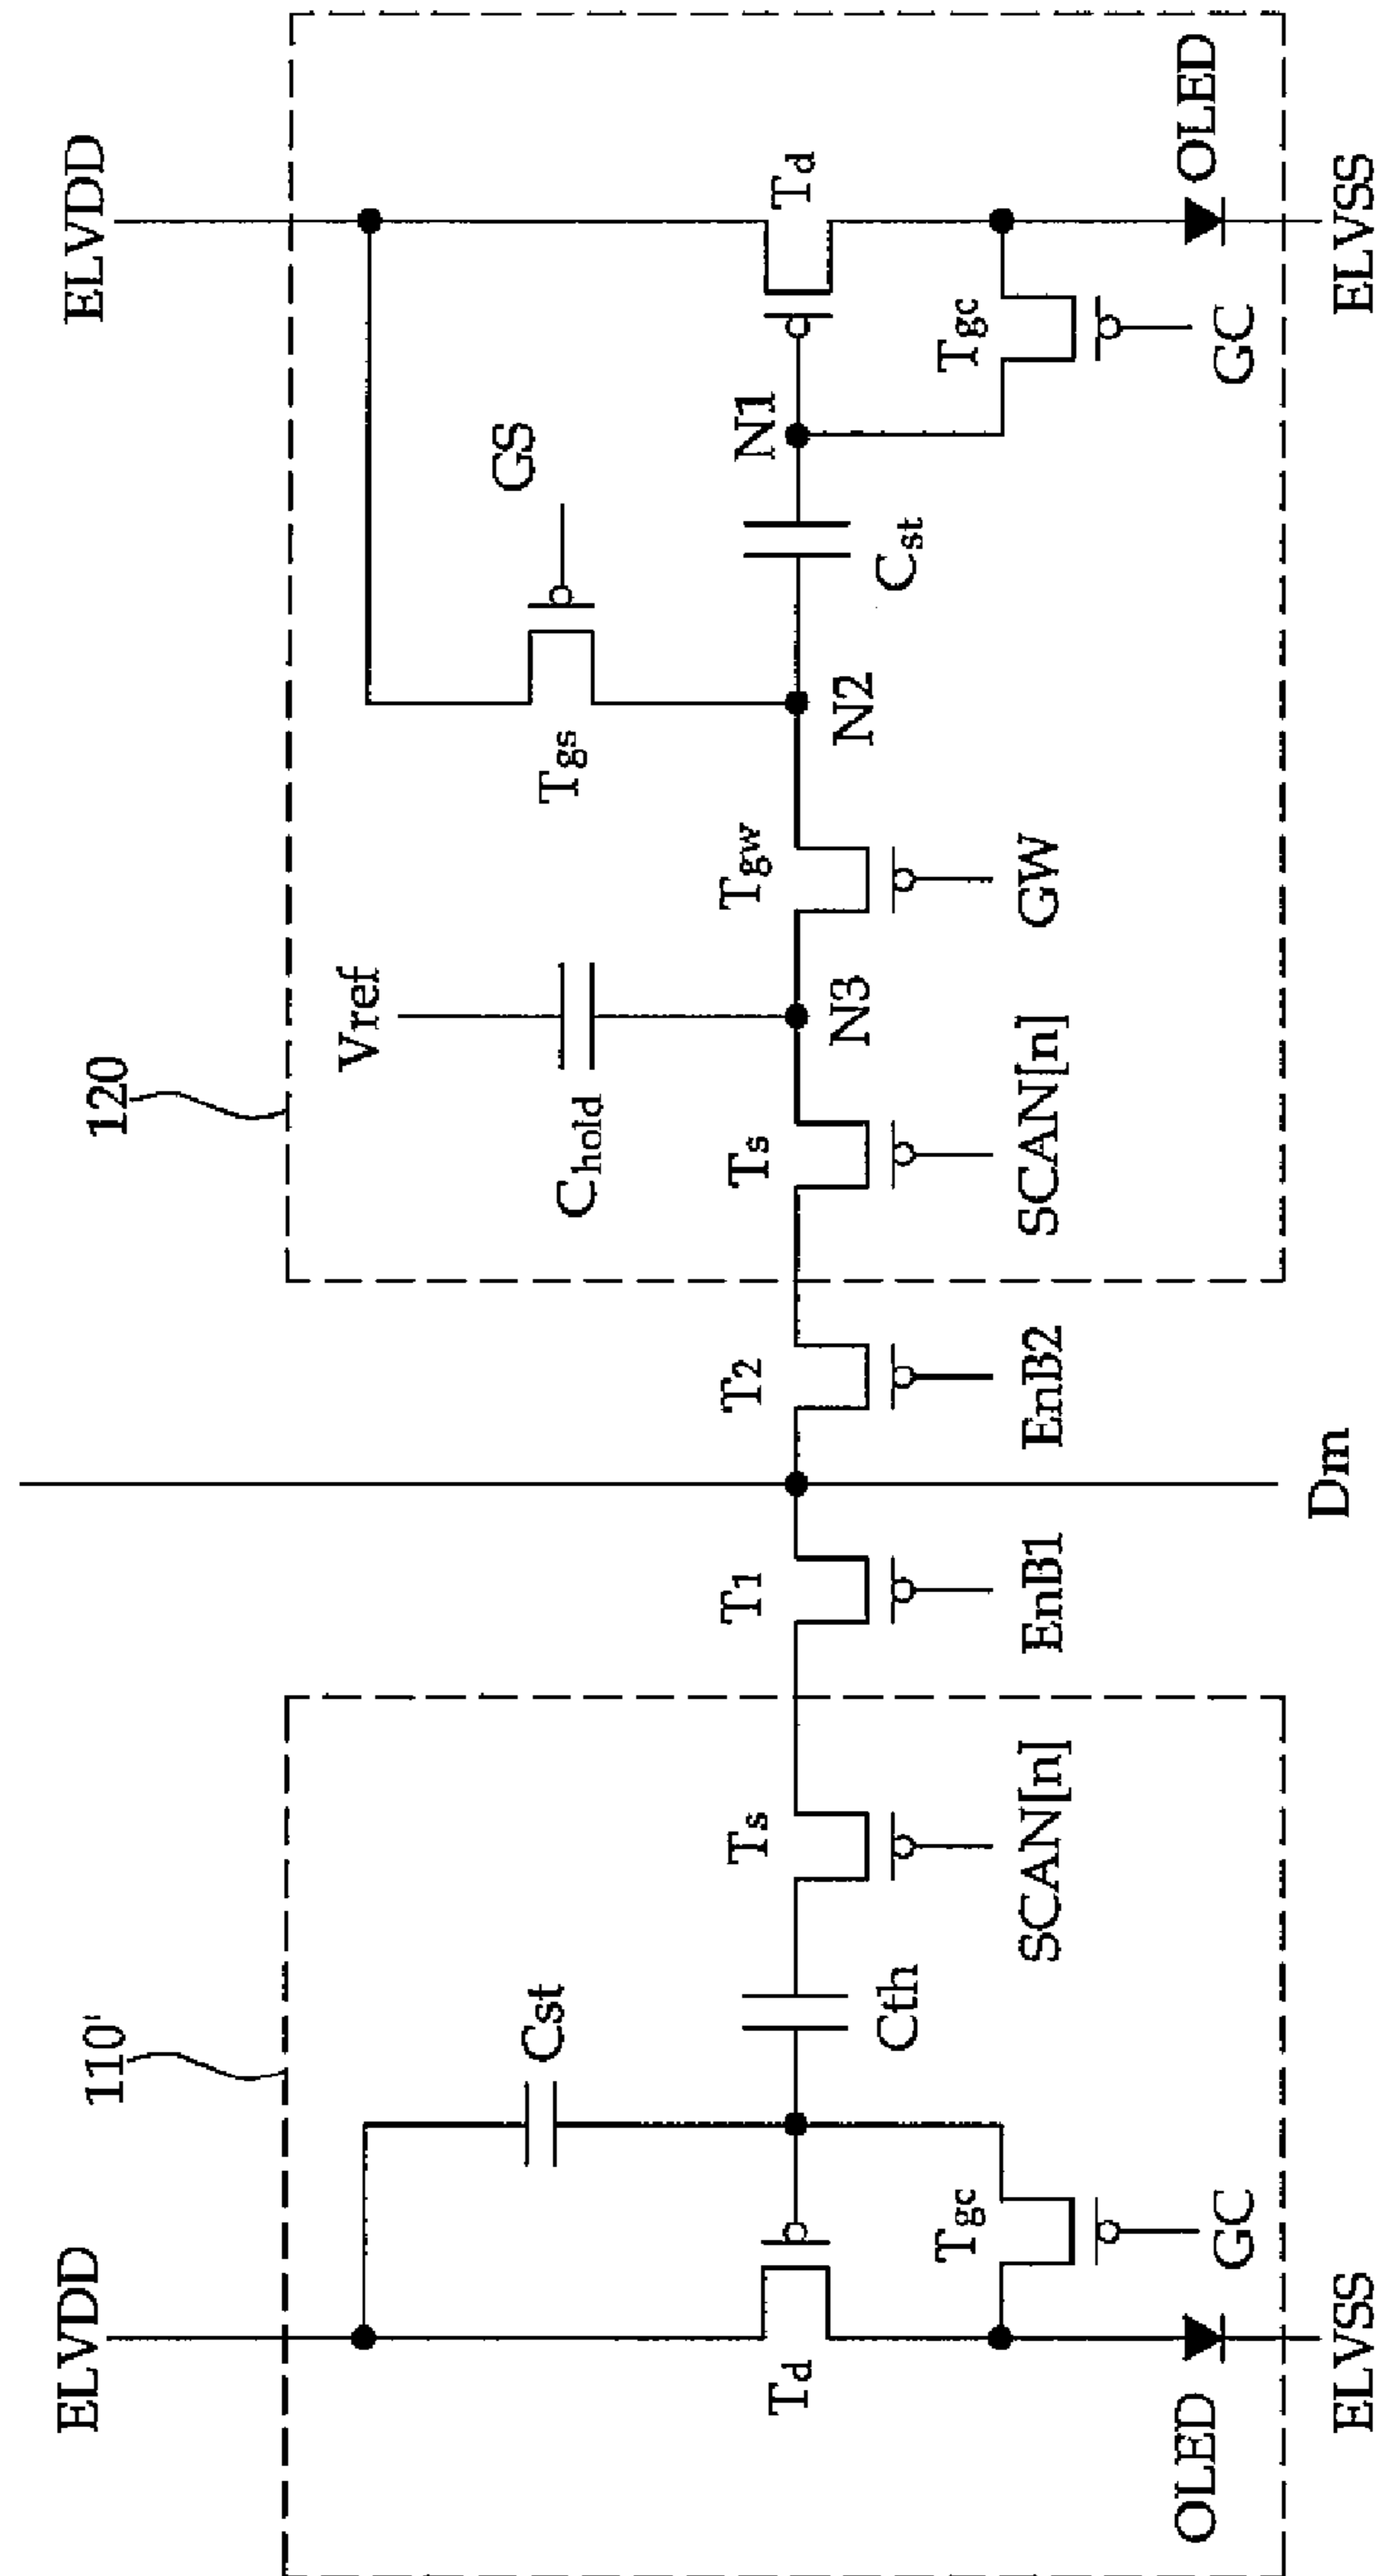 ELVDD
ELVDD
110'
120
Vref
GS
Cst
Chold
Tgs
N1
Td
Td
Tgc
Cth
Ts
T1
T2
Ts
N3
Tgw
N2
Cst
Tgc
GC
SCAN[n]
EnB1
EnB2
SCAN[n]
GW
GC
OLED
OLED
ELVSS
Dm
ELVSS